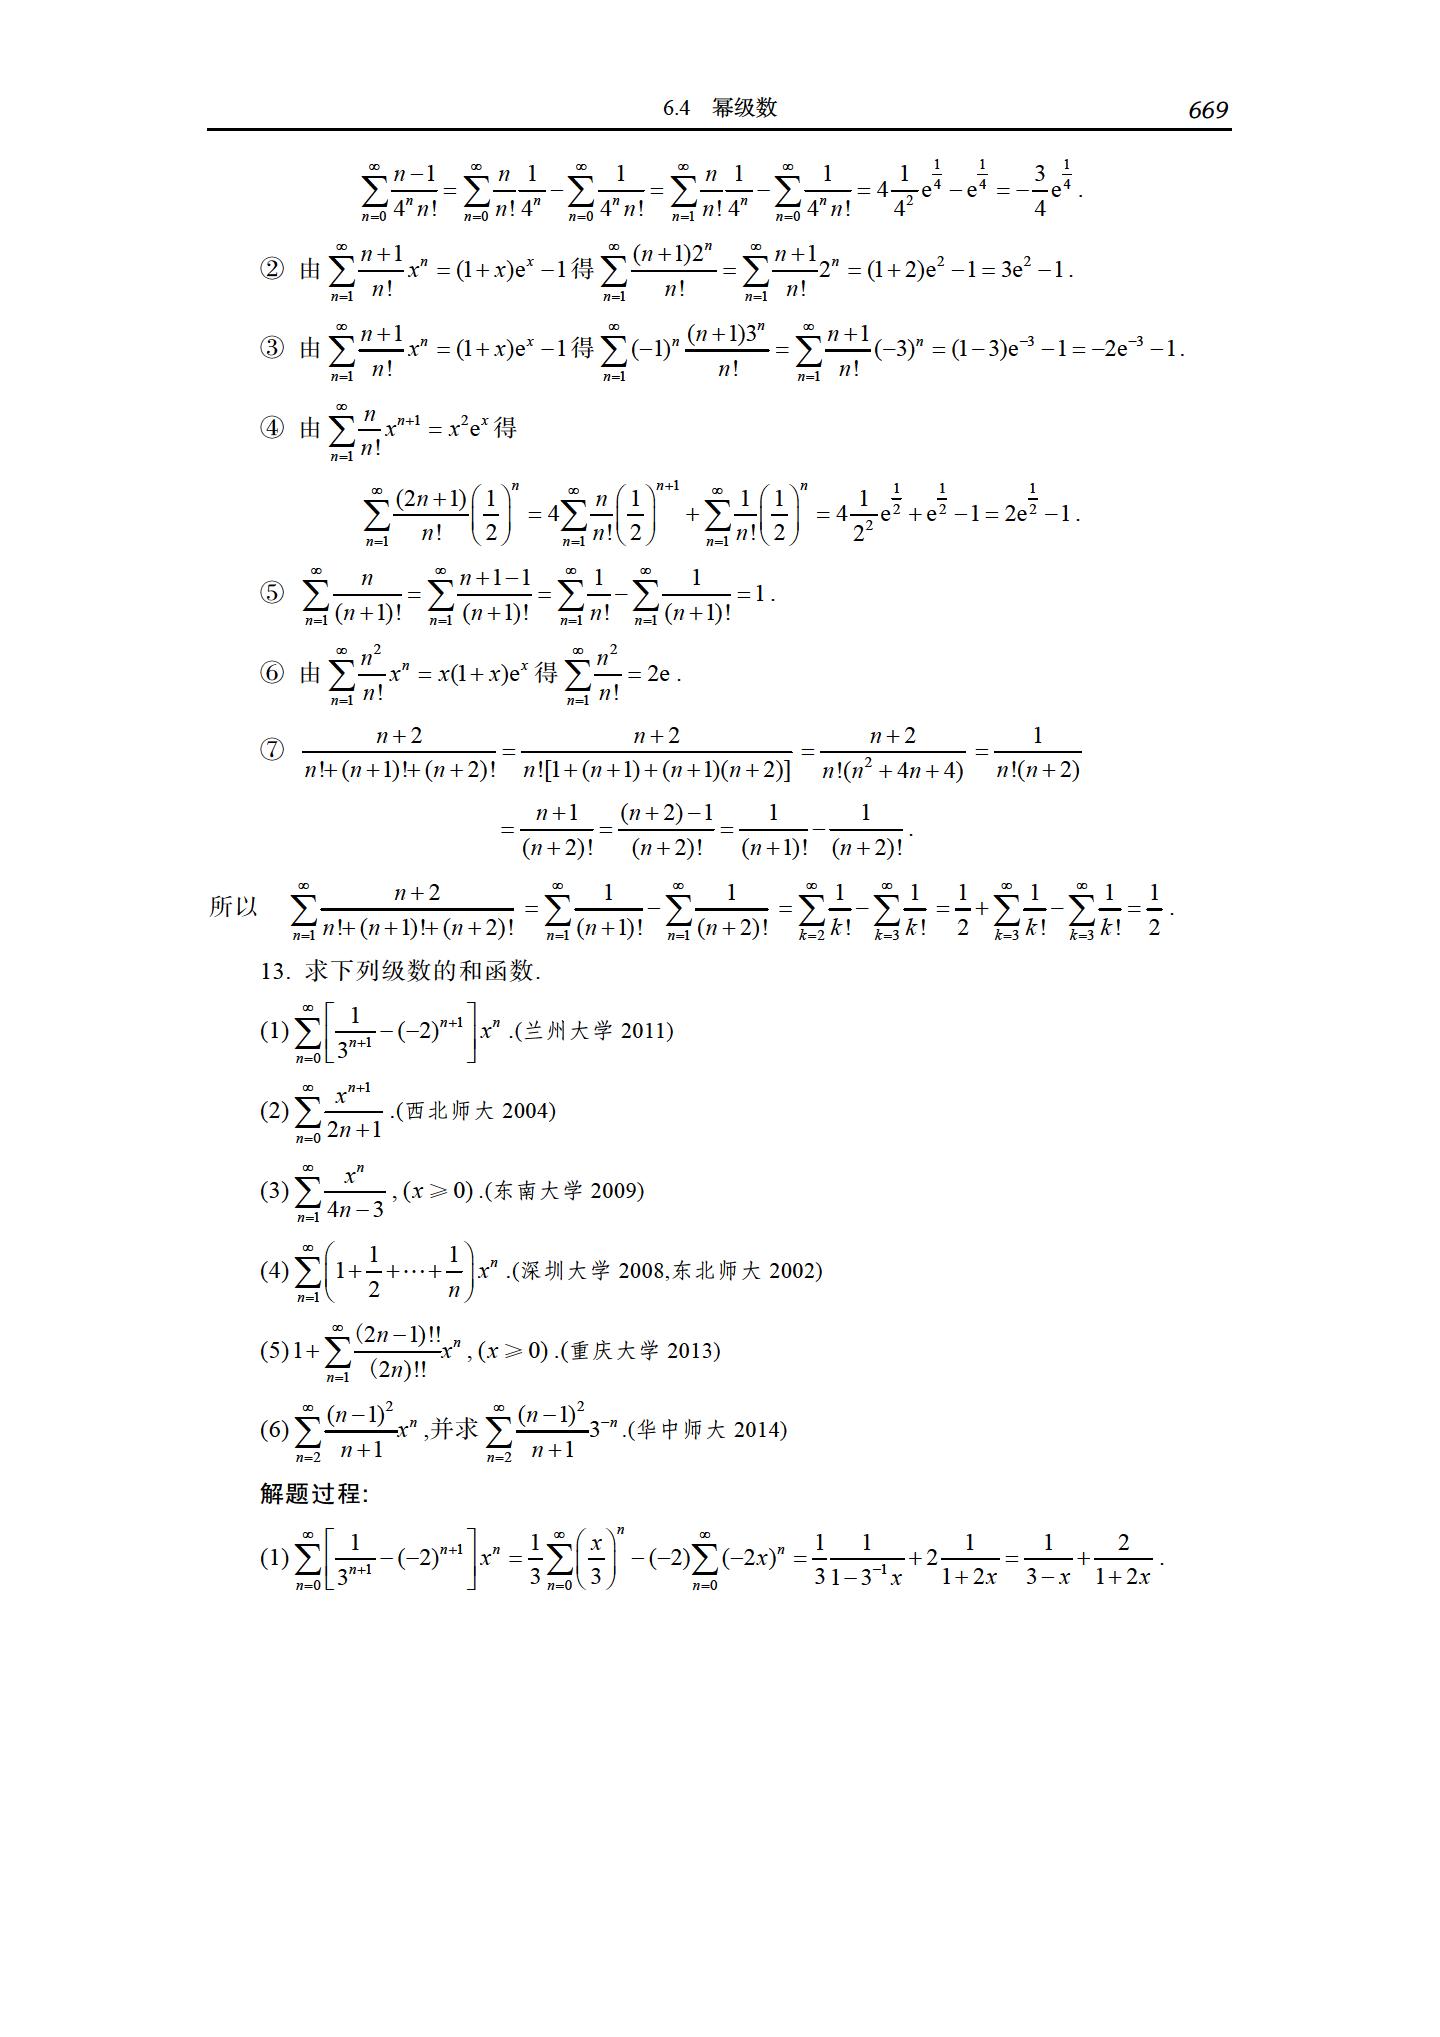 6.4 幂级数 669
$\sum_{n=0}^{\infty}\frac{n-1}{4^n n!}=\sum_{n=0}^{\infty}\frac{n}{n!}\frac{1}{4^n}-\sum_{n=0}^{\infty}\frac{1}{4^n n!}=\sum_{n=1}^{\infty}\frac{n}{n!}\frac{1}{4^n}-\sum_{n=0}^{\infty}\frac{1}{4^n n!}=4\frac{1}{4^2}e^{\frac{1}{4}}-e^{\frac{1}{4}}=-\frac{3}{4}e^{\frac{1}{4}}.$
② 由$\sum_{n=1}^{\infty}\frac{n+1}{n!}x^n=(1+x)e^x-1$得$\sum_{n=1}^{\infty}\frac{(n+1)2^n}{n!}=\sum_{n=1}^{\infty}\frac{n+1}{n!}2^n=(1+2)e^2-1=3e^2-1.$
③ 由$\sum_{n=1}^{\infty}\frac{n+1}{n!}x^n=(1+x)e^x-1$得$\sum_{n=1}^{\infty}(-1)^n\frac{(n+1)3^n}{n!}=\sum_{n=1}^{\infty}\frac{n+1}{n!}(-3)^n=(1-3)e^{-3}-1=-2e^{-3}-1.$
④ 由$\sum_{n=1}^{\infty}\frac{n}{n!}x^{n+1}=x^2e^x$得
$\sum_{n=1}^{\infty}\frac{(2n+1)}{n!}\left(\frac{1}{2}\right)^n=4\sum_{n=1}^{\infty}\frac{n}{n!}\left(\frac{1}{2}\right)^{n+1}+\sum_{n=1}^{\infty}\frac{1}{n!}\left(\frac{1}{2}\right)^n=4\frac{1}{2^2}e^{\frac{1}{2}}+e^{\frac{1}{2}}-1=2e^{\frac{1}{2}}-1.$
⑤ $\sum_{n=1}^{\infty}\frac{n}{(n+1)!}=\sum_{n=1}^{\infty}\frac{n+1-1}{(n+1)!}=\sum_{n=1}^{\infty}\frac{1}{n!}-\sum_{n=1}^{\infty}\frac{1}{(n+1)!}=1.$
⑥ 由$\sum_{n=1}^{\infty}\frac{n^2}{n!}x^n=x(1+x)e^x$得$\sum_{n=1}^{\infty}\frac{n^2}{n!}=2e.$
⑦ $\frac{n+2}{n!+(n+1)!+(n+2)!}=\frac{n+2}{n![1+(n+1)+(n+1)(n+2)]}=\frac{n+2}{n!(n^2+4n+4)}=\frac{1}{n!(n+2)}$
$=\frac{n+1}{(n+2)!}=\frac{(n+2)-1}{(n+2)!}=\frac{1}{(n+1)!}-\frac{1}{(n+2)!}.$
所以 $\sum_{n=1}^{\infty}\frac{n+2}{n!+(n+1)!+(n+2)!}=\sum_{n=1}^{\infty}\frac{1}{(n+1)!}-\sum_{n=1}^{\infty}\frac{1}{(n+2)!}=\sum_{k=2}^{\infty}\frac{1}{k!}-\sum_{k=3}^{\infty}\frac{1}{k!}=\frac{1}{2}+\sum_{k=3}^{\infty}\frac{1}{k!}-\sum_{k=3}^{\infty}\frac{1}{k!}=\frac{1}{2}.$
13. 求下列级数的和函数.
(1)$\sum_{n=0}^{\infty}\left[\frac{1}{3^{n+1}}-(-2)^{n+1}\right]x^n$.(兰州大学 2011)
(2)$\sum_{n=0}^{\infty}\frac{x^{n+1}}{2n+1}$.(西北师大 2004)
(3)$\sum_{n=1}^{\infty}\frac{x^n}{4n-3},(x\geqslant 0)$.(东南大学 2009)
(4)$\sum_{n=1}^{\infty}\left(1+\frac{1}{2}+\cdots+\frac{1}{n}\right)x^n$.(深圳大学 2008,东北师大 2002)
(5)$1+\sum_{n=1}^{\infty}\frac{(2n-1)!!}{(2n)!!}x^n,(x\geqslant 0)$.(重庆大学 2013)
(6)$\sum_{n=2}^{\infty}\frac{(n-1)^2}{n+1}x^n$,并求$\sum_{n=2}^{\infty}\frac{(n-1)^2}{n+1}3^{-n}$.(华中师大 2014)
解题过程:
(1)$\sum_{n=0}^{\infty}\left[\frac{1}{3^{n+1}}-(-2)^{n+1}\right]x^n=\frac{1}{3}\sum_{n=0}^{\infty}\left(\frac{x}{3}\right)^n-(-2)\sum_{n=0}^{\infty}(-2x)^n=\frac{1}{3}\frac{1}{1-3^{-1}x}+2\frac{1}{1+2x}=\frac{1}{3-x}+\frac{2}{1+2x}.$